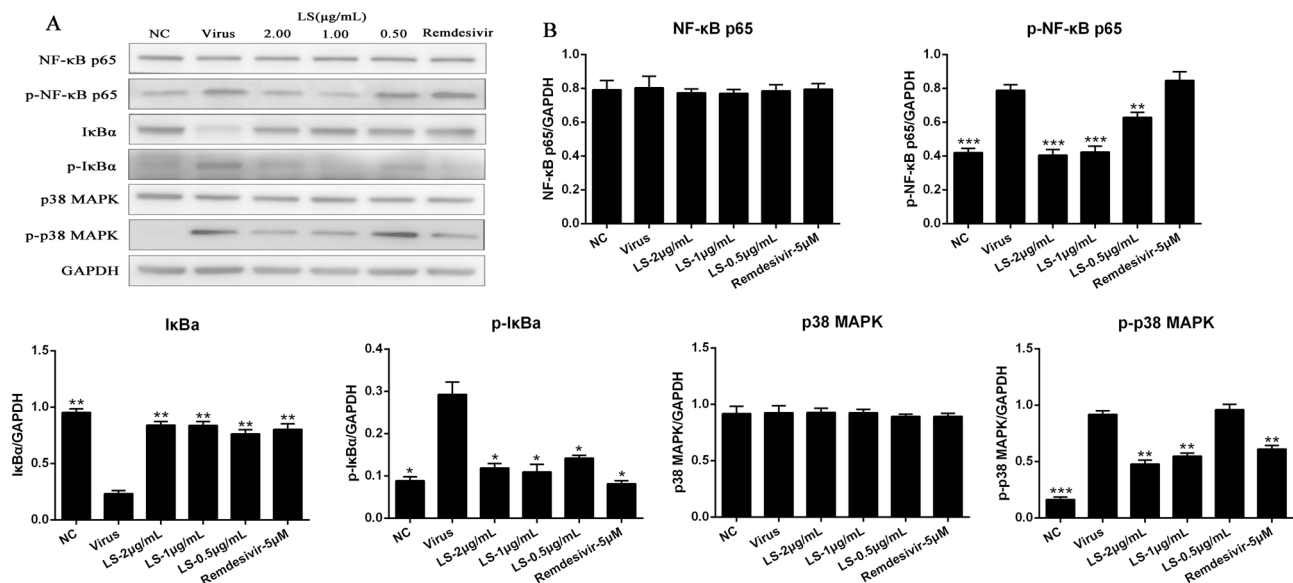 A
LS(μg/mL)
NC Virus 2.00 1.00 0.50 Remdesivir
NF-κB p65
p-NF-κB p65
IκBα
p-IκBα
p38 MAPK
p-p38 MAPK
GAPDH
B
NF-κB p65
NF-κB p65/GAPDH
1.0
0.8
0.6
0.4
0.2
0.0
NC
Virus
LS-2μg/mL
LS-1μg/mL
LS-0.5μg/mL
Remdesivir-5μM
p-NF-κB p65
p-NF-κB p65/GAPDH
1.0
0.8
0.6
0.4
0.2
0.0
***
***
***
**
NC
Virus
LS-2μg/mL
LS-1μg/mL
LS-0.5μg/mL
Remdesivir-5μM
IκBa
IκBα/GAPDH
1.5
1.0
0.5
0.0
**
**
**
**
**
NC
Virus
LS-2μg/mL
LS-1μg/mL
LS-0.5μg/mL
Remdesivir-5μM
p-IκBa
p-IκBα/GAPDH
0.4
0.3
0.2
0.1
0.0
*
*
*
*
*
NC
Virus
LS-2μg/mL
LS-1μg/mL
LS-0.5μg/mL
Remdesivir-5μM
p38 MAPK
p38 MAPK/GAPDH
1.5
1.0
0.5
0.0
NC
Virus
LS-2μg/mL
LS-1μg/mL
LS-0.5μg/mL
Remdesivir-5μM
p-p38 MAPK
p-p38 MAPK/GAPDH
1.5
1.0
0.5
0.0
***
**
**
**
NC
Virus
LS-2μg/mL
LS-1μg/mL
LS-0.5μg/mL
Remdesivir-5μM